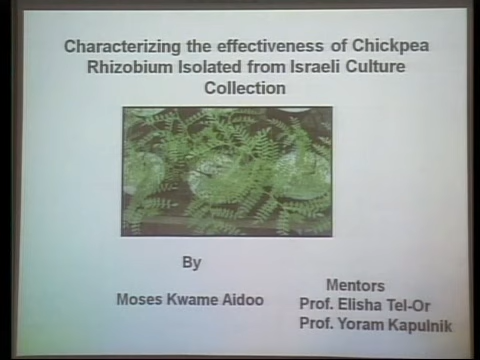 Characterizing the effectiveness of Chickpea
Rhizobium Isolated from Israeli Culture
Collection
By
Moses Kwame Aidoo
Mentors
Prof. Elisha Tel-Or
Prof. Yoram Kapulnik